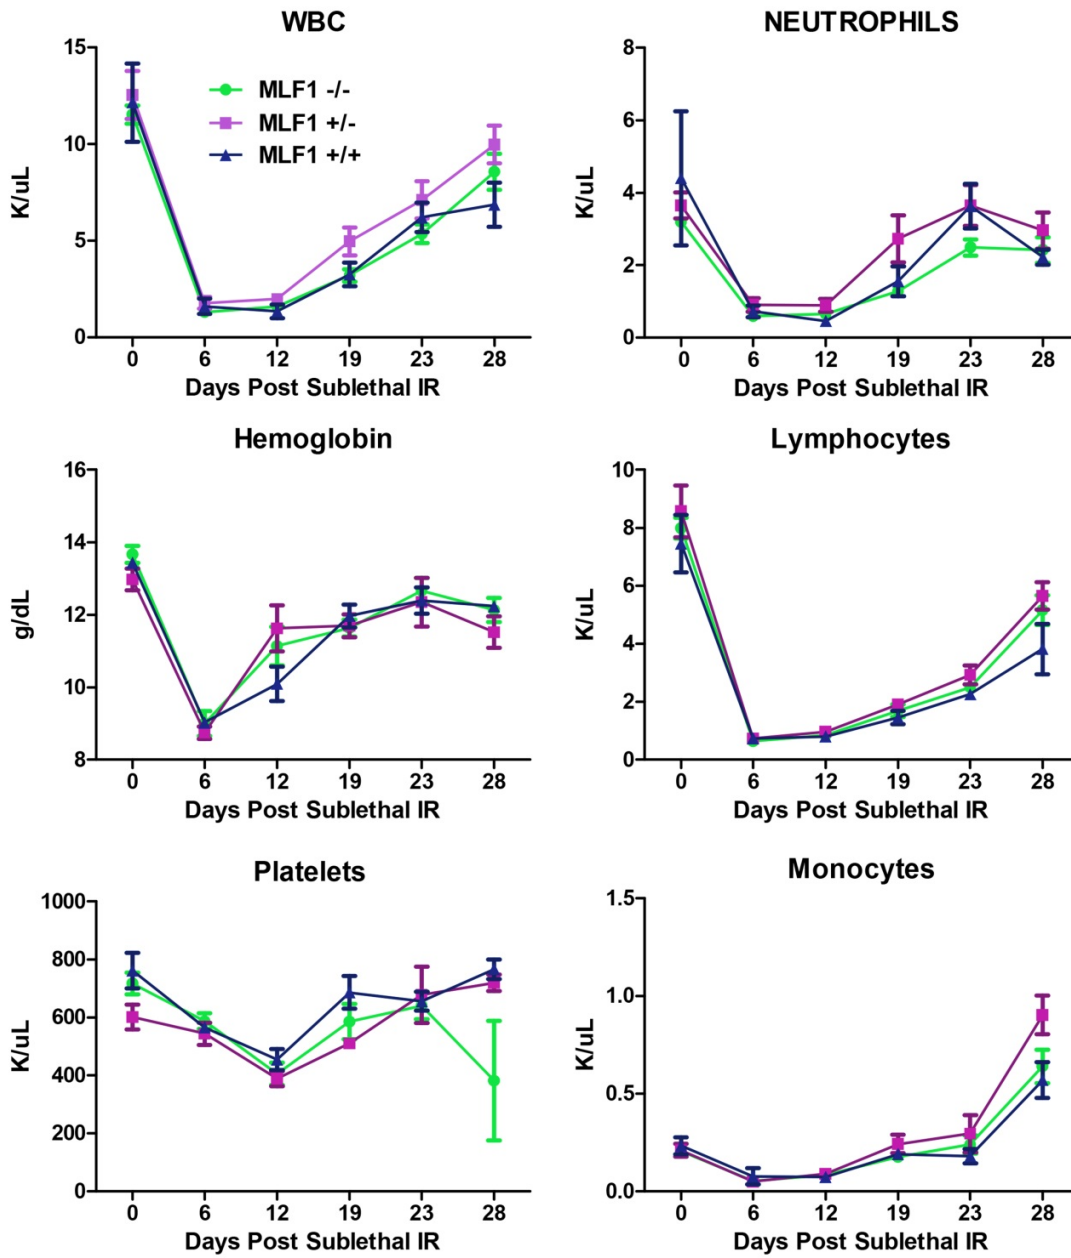 WBC
15
10
5
0
K/uL
MLF1 -/-
MLF1 +/-
MLF1 +/+
0 6 12 19 23 28
Days Post Sublethal IR
NEUTROPHILS
8
6
4
2
0
K/uL
0 6 12 19 23 28
Days Post Sublethal IR
Hemoglobin
16
14
12
10
8
g/dL
0 6 12 19 23 28
Days Post Sublethal IR
Lymphocytes
10
8
6
4
2
0
K/uL
0 6 12 19 23 28
Days Post Sublethal IR
Platelets
1000
800
600
400
200
0
K/uL
0 6 12 19 23 28
Days Post Sublethal IR
Monocytes
1.5
1.0
0.5
0.0
K/uL
0 6 12 19 23 28
Days Post Sublethal IR